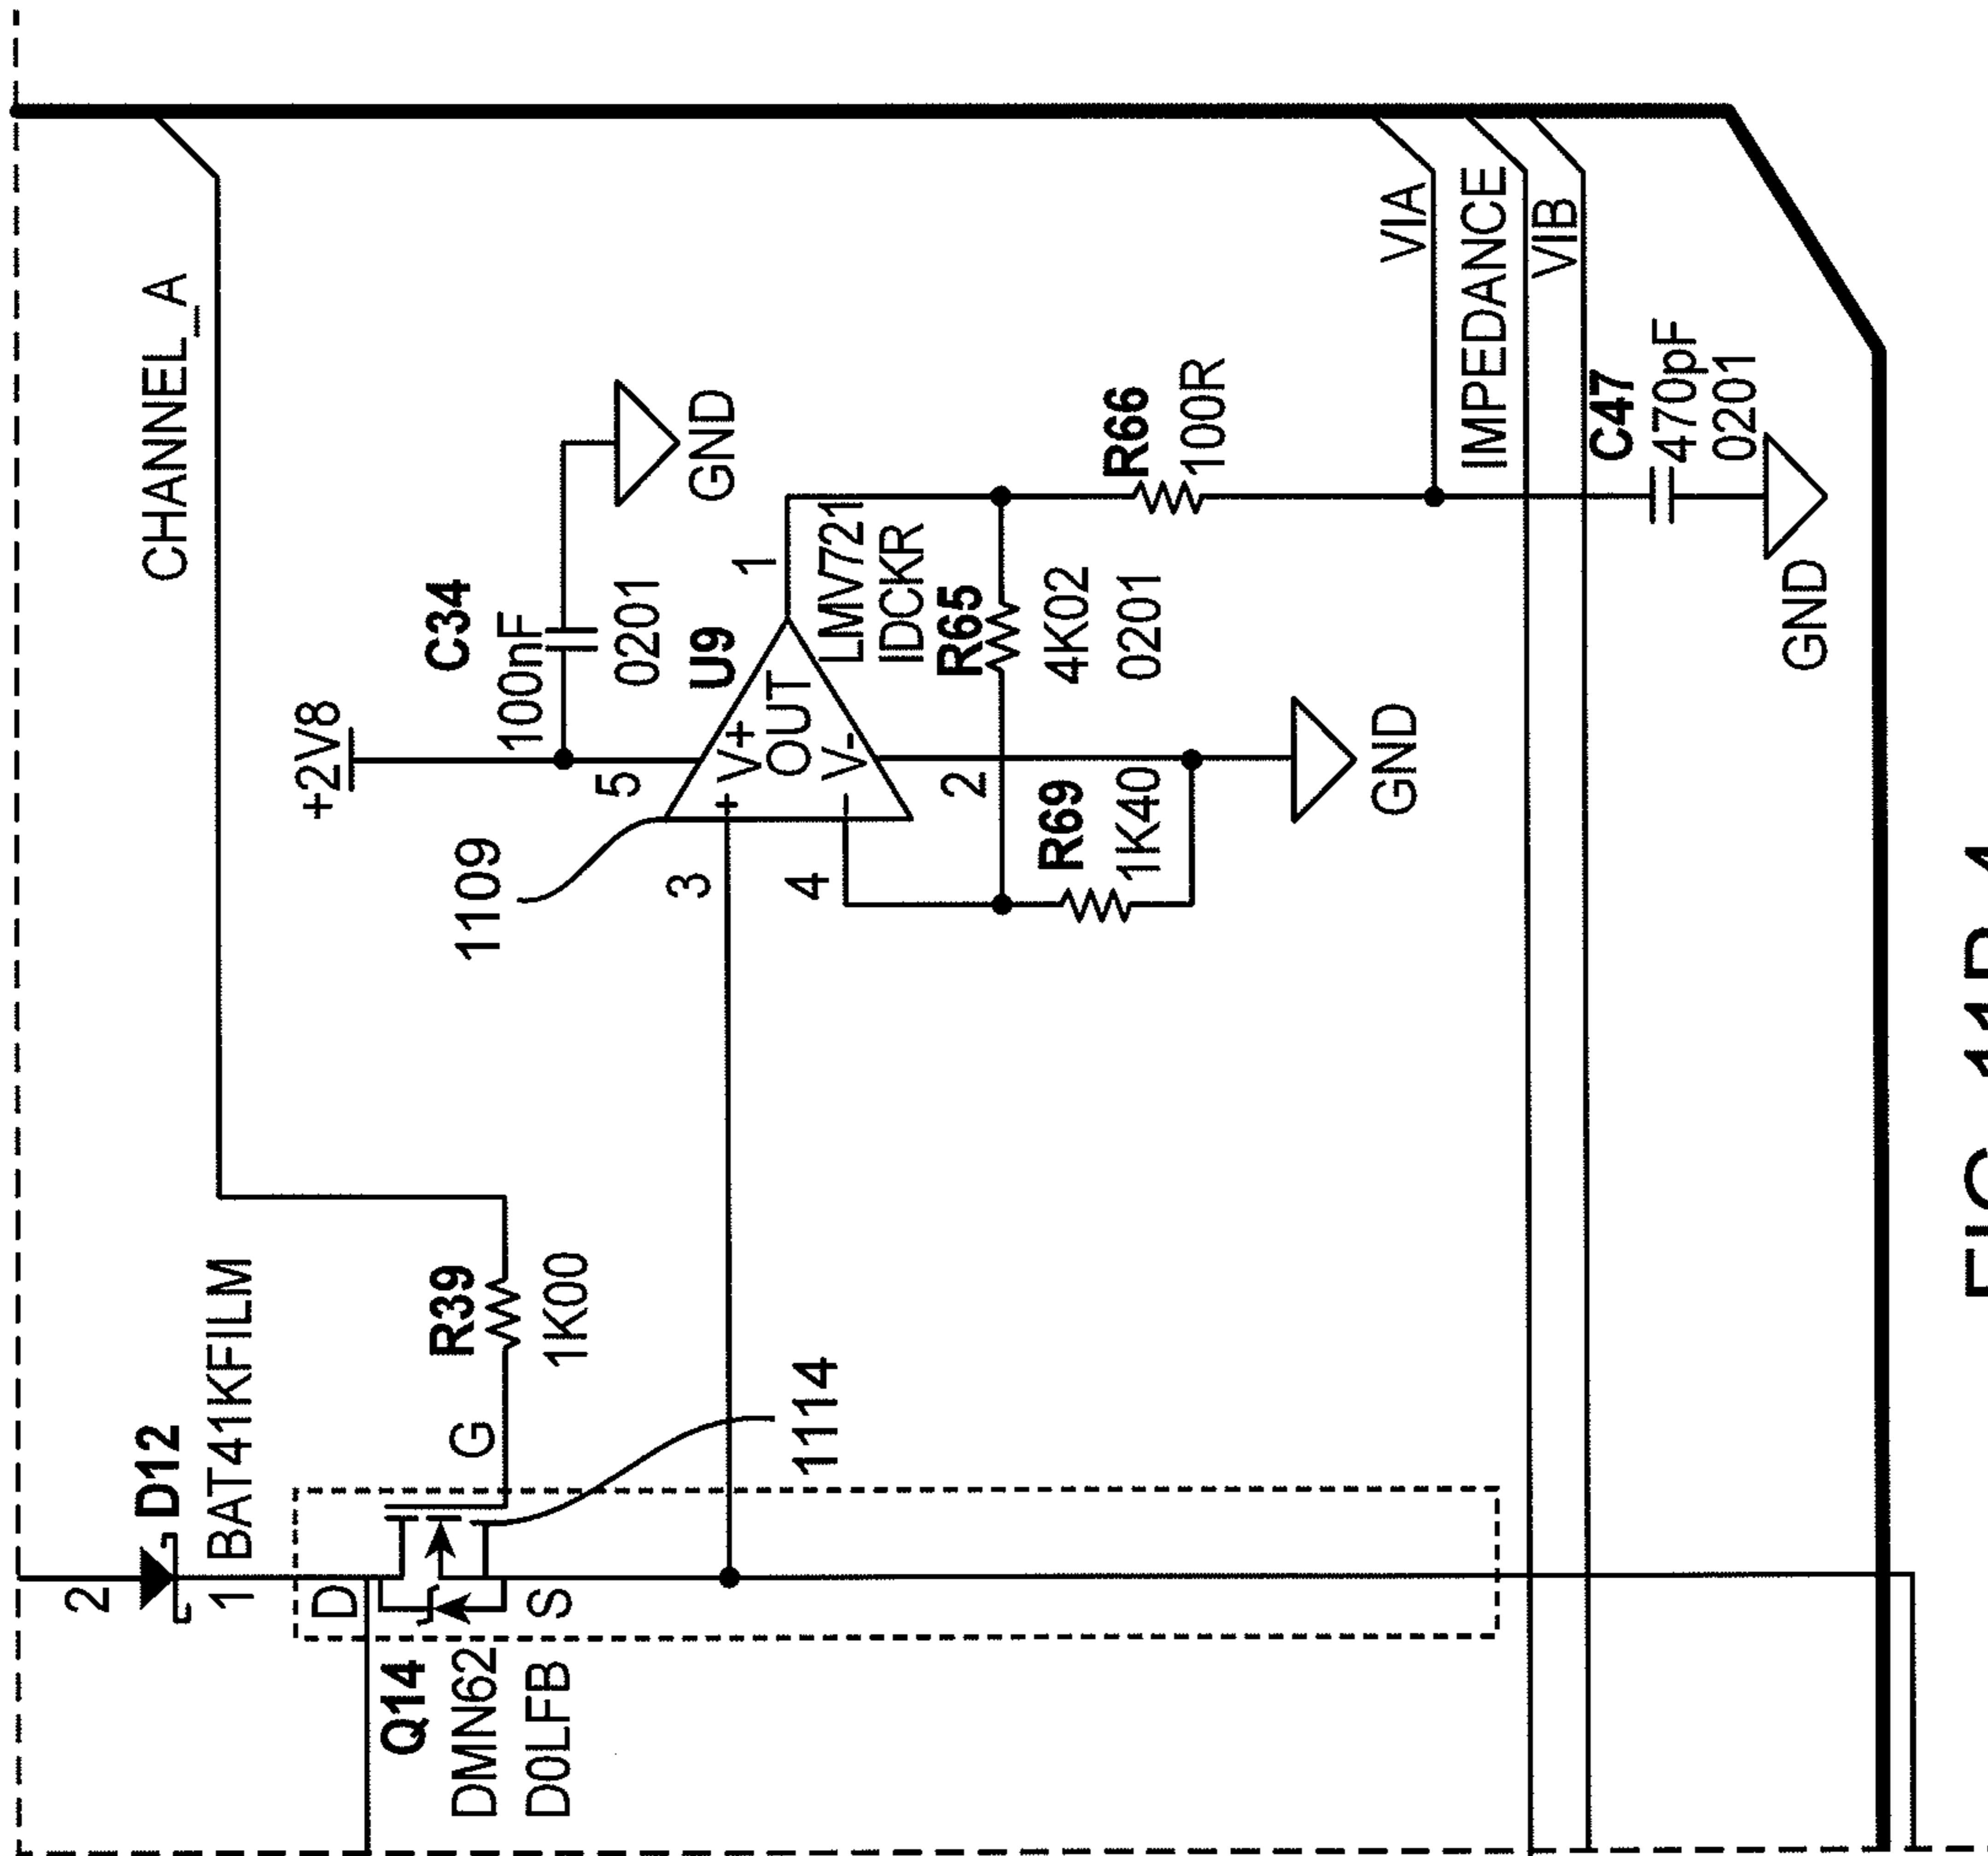 CHANNEL_A
+2V8
C34
100nF
0201
GND
1109
5
U9
V+
OUT
V-
+
-
3
4
1
2
LMV721
IDCKR
R65
4K02
0201
R69
1K40
GND
R66
100R
VIA
IMPEDANCE
VIB
C47
470pF
0201
GND
2
D12
1
BAT41KFILM
D
G
S
R39
1K00
1114
Q14
DMN62
D0LFB